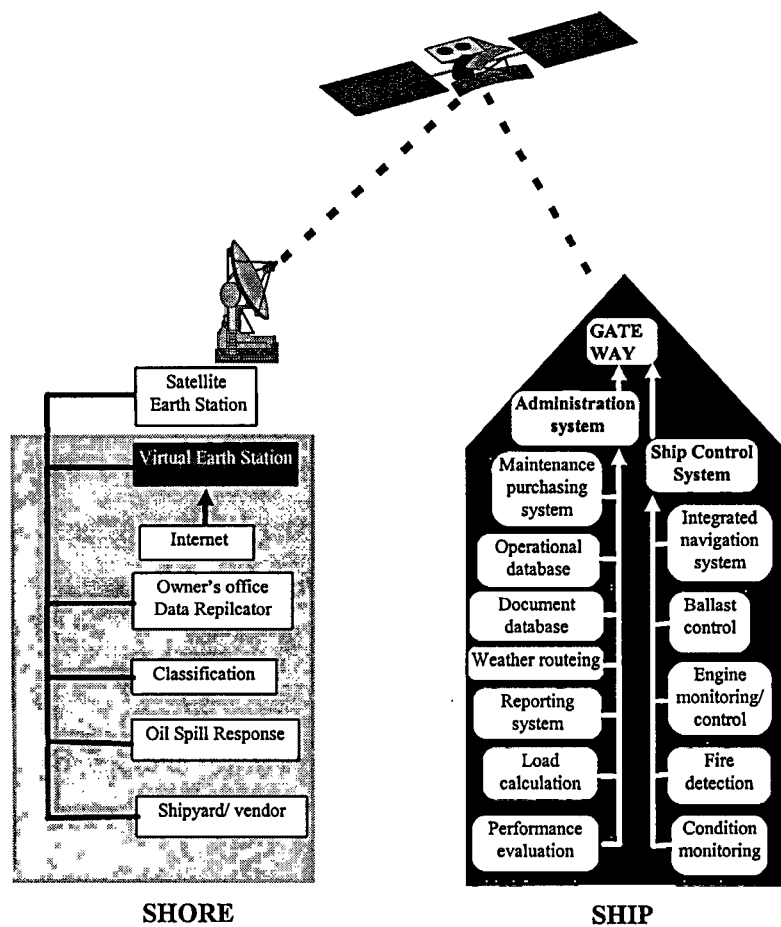 Satellite
Earth Station
Virtual Earth Station
Internet
Owner's office
Data Repilcator
Classification
Oil Spill Response
Shipyard/ vendor
SHORE
GATE
WAY
Administration
system
Maintenance
purchasing
system
Operational
database
Document
database
Weather routeing
Reporting
system
Load
calculation
Performance
evaluation
Ship Control
System
Integrated
navigation
system
Ballast
control
Engine
monitoring/
control
Fire
detection
Condition
monitoring
SHIP